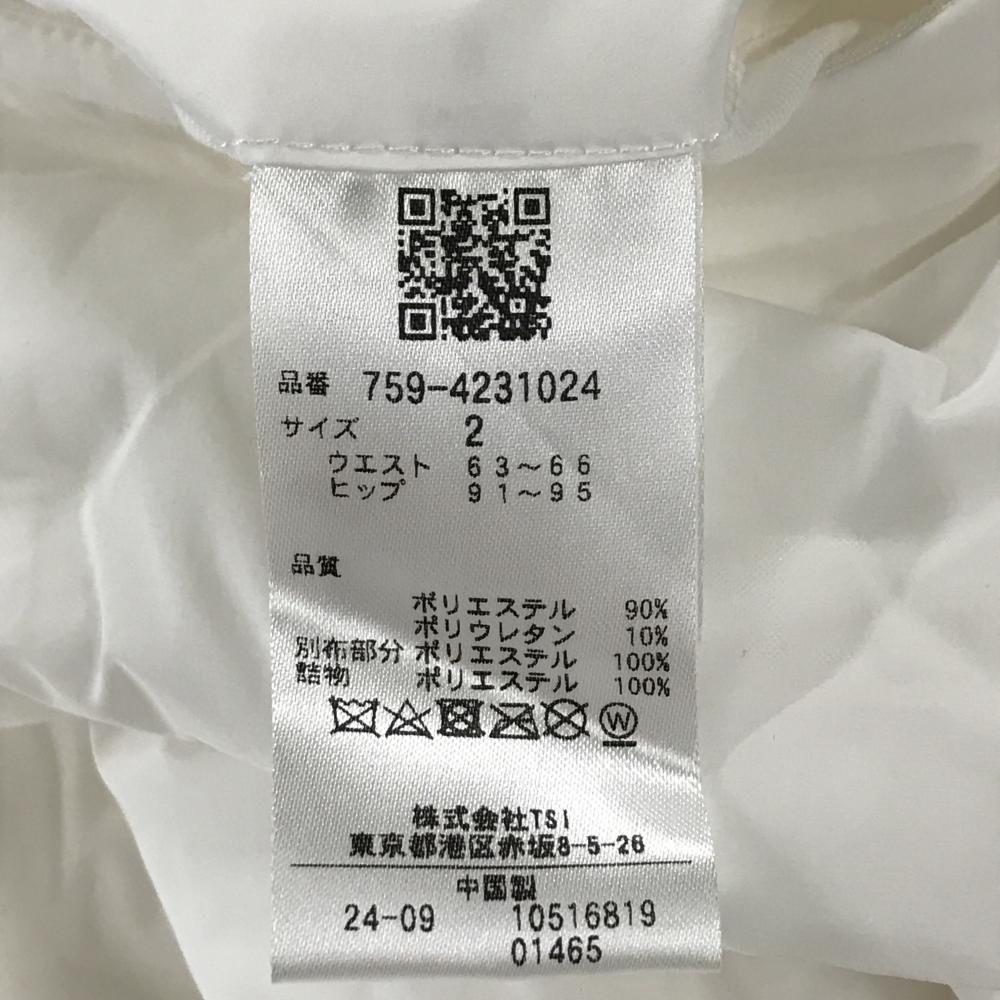 品番 759-4231024
サイズ 2
ウエスト 63～66
ヒップ 91～95
品質
ポリエステル 90%
ポリウレタン 10%
別布部分 ポリエステル 100%
詰物 ポリエステル 100%
W
株式会社TSI
東京都港区赤坂8-5-26
中国製
24-09 10516819
01465